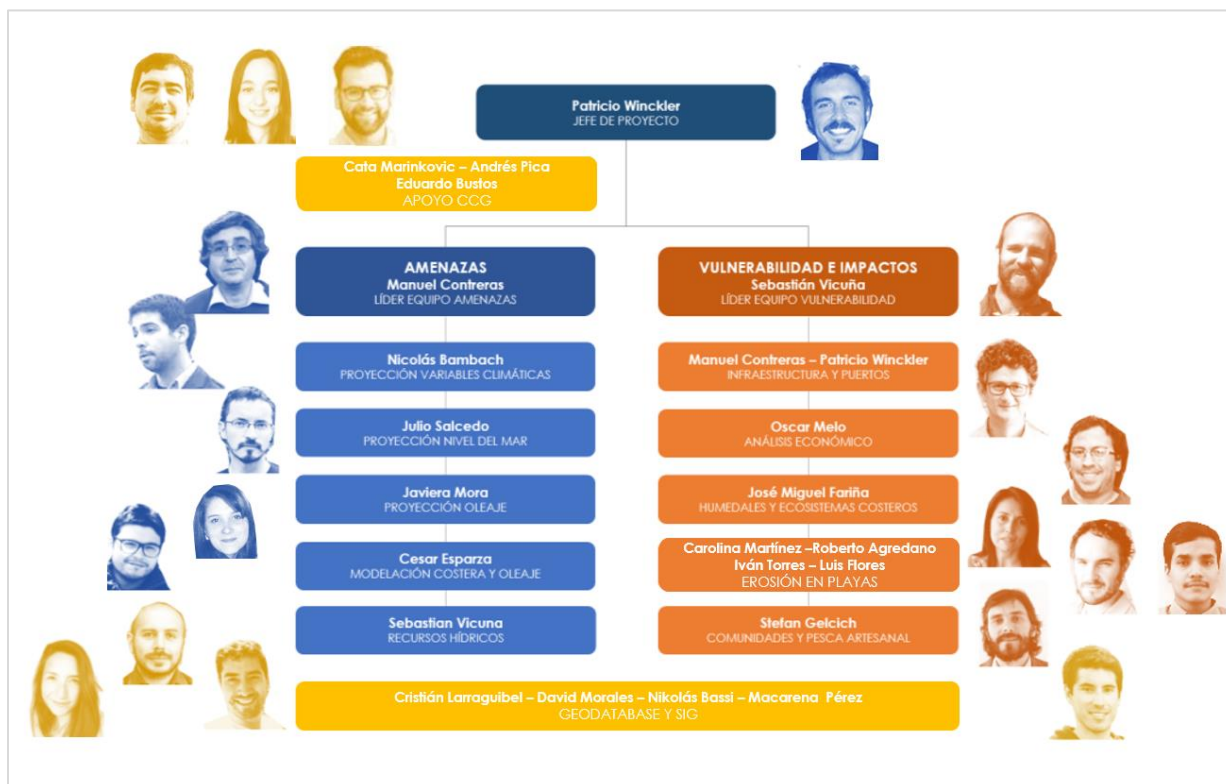 Patricio Winckler
JEFE DE PROYECTO
Cata Marinkovic – Andrés Pica
Eduardo Bustos
APOYO CCG
AMENAZAS
Manuel Contreras
LÍDER EQUIPO AMENAZAS
VULNERABILIDAD E IMPACTOS
Sebastián Vicuña
LÍDER EQUIPO VULNERABILIDAD
Nicolás Bambach
PROYECCIÓN VARIABLES CLIMÁTICAS
Manuel Contreras – Patricio Winckler
INFRAESTRUCTURA Y PUERTOS
Julio Salcedo
PROYECCIÓN NIVEL DEL MAR
Oscar Melo
ANÁLISIS ECONÓMICO
Javiera Mora
PROYECCIÓN OLEAJE
José Miguel Fariña
HUMEDALES Y ECOSISTEMAS COSTEROS
Cesar Esparza
MODELACIÓN COSTERA Y OLEAJE
Carolina Martínez –Roberto Agredano
Iván Torres – Luis Flores
EROSIÓN EN PLAYAS
Sebastian Vicuna
RECURSOS HÍDRICOS
Stefan Gelcich
COMUNIDADES Y PESCA ARTESANAL
Cristián Larraguibel – David Morales – Nikolás Bassi – Macarena Pérez
GEODATABASE Y SIG